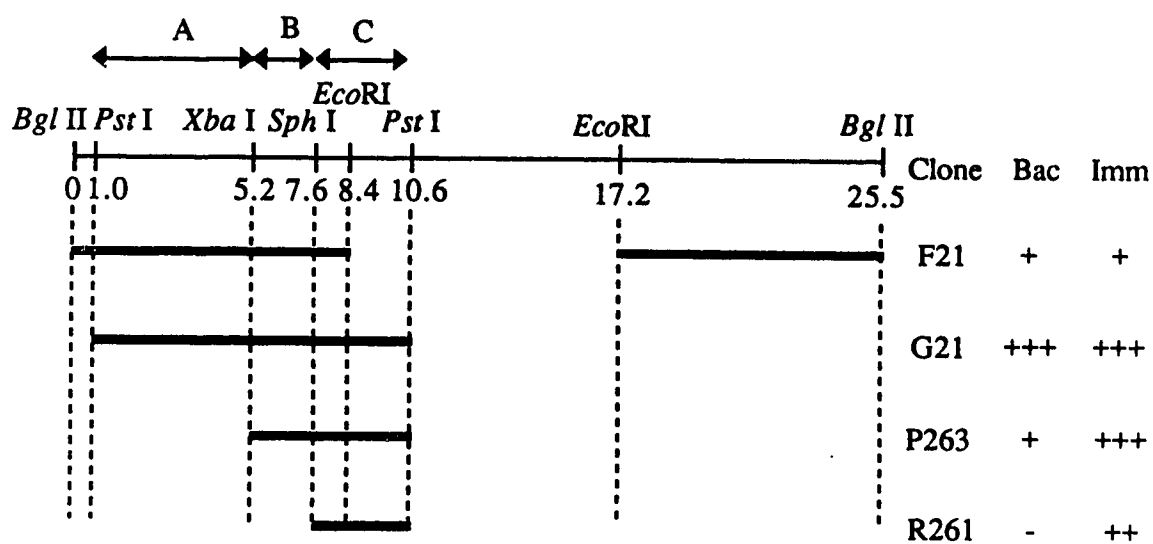 A B C
EcoRI
Bgl II Pst I Xba I Sph I Pst I EcoRI Bgl II
Clone Bac Imm
0 1.0 5.2 7.6 8.4 10.6 17.2 25.5
F21 + +
G21 +++ +++
P263 + +++
R261 - ++